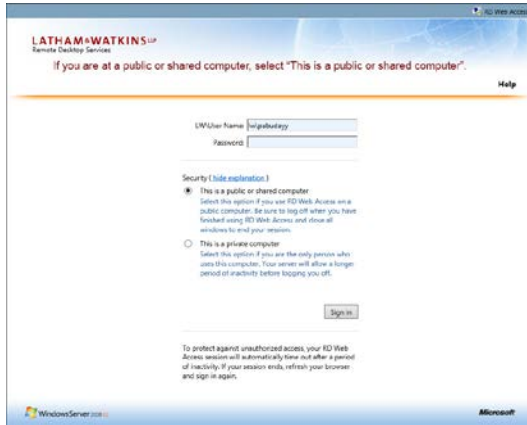 RD Web Access
LATHAM&WATKINS LLP
Remote Desktop Services
If you are at a public or shared computer, select "This is a public or shared computer".
Help
LW\User Name:
Password:
Security ( hide explanation )
This is a public or shared computer
Select this option if you use RD Web Access on a
public computer. Be sure to log off when you have
finished using RD Web Access and close all
windows to end your session.
This is a private computer
Select this option if you are the only person who
uses this computer. Your server will allow a longer
period of inactivity before logging you off.
Sign in
To protect against unauthorized access, your RD Web
Access session will automatically time out after a period
of inactivity. If your session ends, refresh your browser
and sign in again.
Windows Server 2008 R2
Microsoft